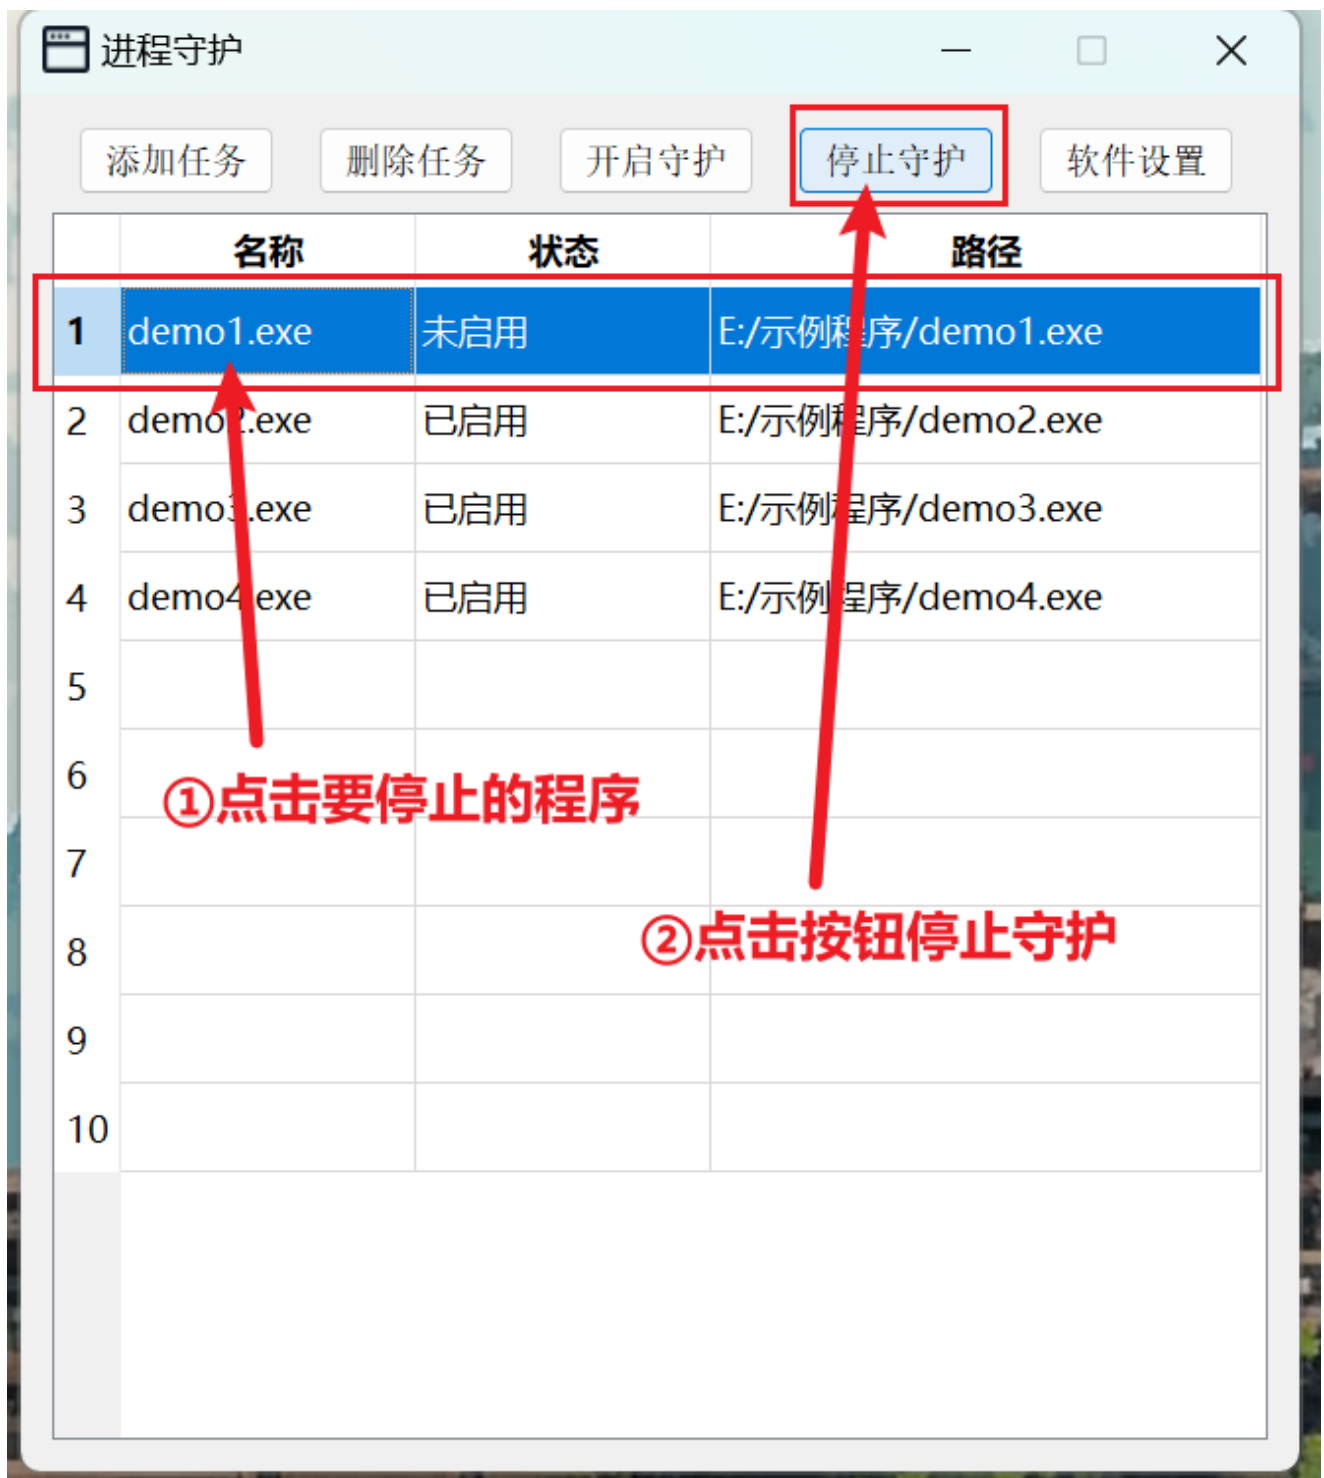 进程守护
添加任务 删除任务 开启守护 停止守护 软件设置
名称 状态 路径
1 demo1.exe 未启用 E:/示例程序/demo1.exe
2 demo2.exe 已启用 E:/示例程序/demo2.exe
3 demo3.exe 已启用 E:/示例程序/demo3.exe
4 demo4.exe 已启用 E:/示例程序/demo4.exe
5
6
①点击要停止的程序
7
②点击按钮停止守护
8
9
10